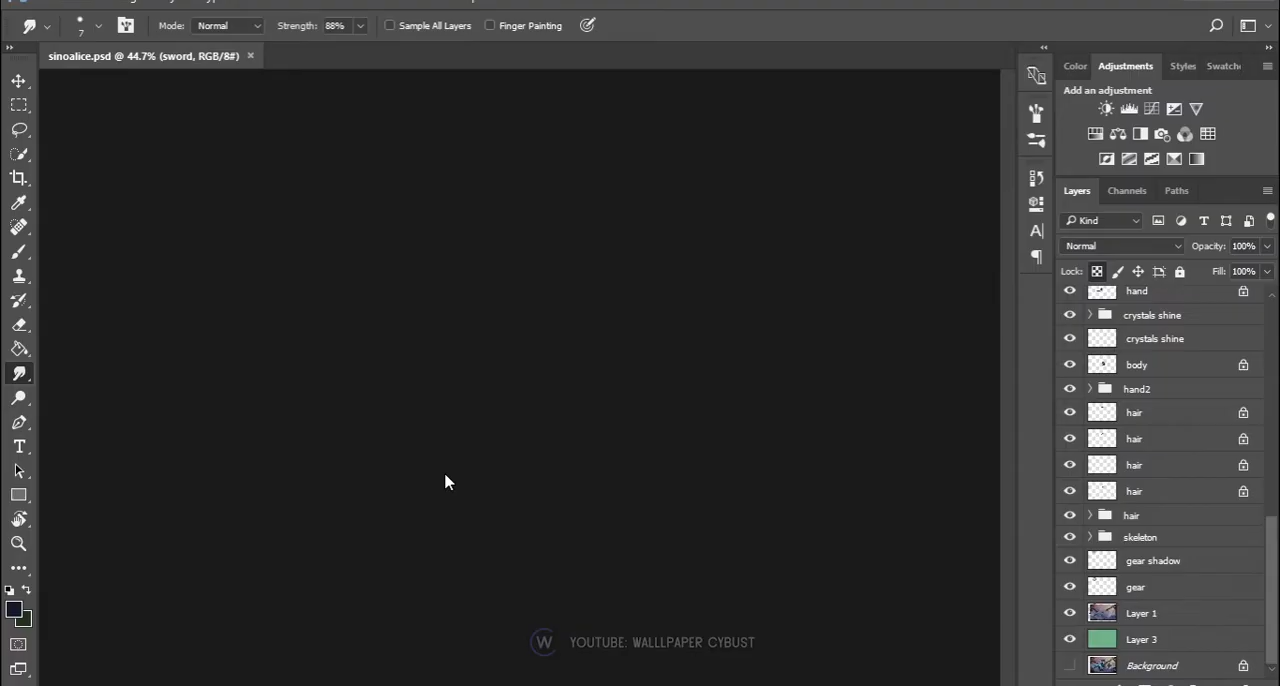 7 Mode: Normal Strength: 88% Sample All Layers Finger Painting
sinoalice.psd @ 44.7% (sword, RGB/8#) ×
Color Adjustments Styles Swatche
Add an adjustment
Layers Channels Paths
Kind
Normal Opacity: 100%
Lock: Fill: 100%
hand
crystals shine
crystals shine
body
hand2
hair
hair
hair
hair
hair
skeleton
gear shadow
gear
Layer 1
Layer 3
Background
W YOUTUBE: WALLLPAPER CYBUST